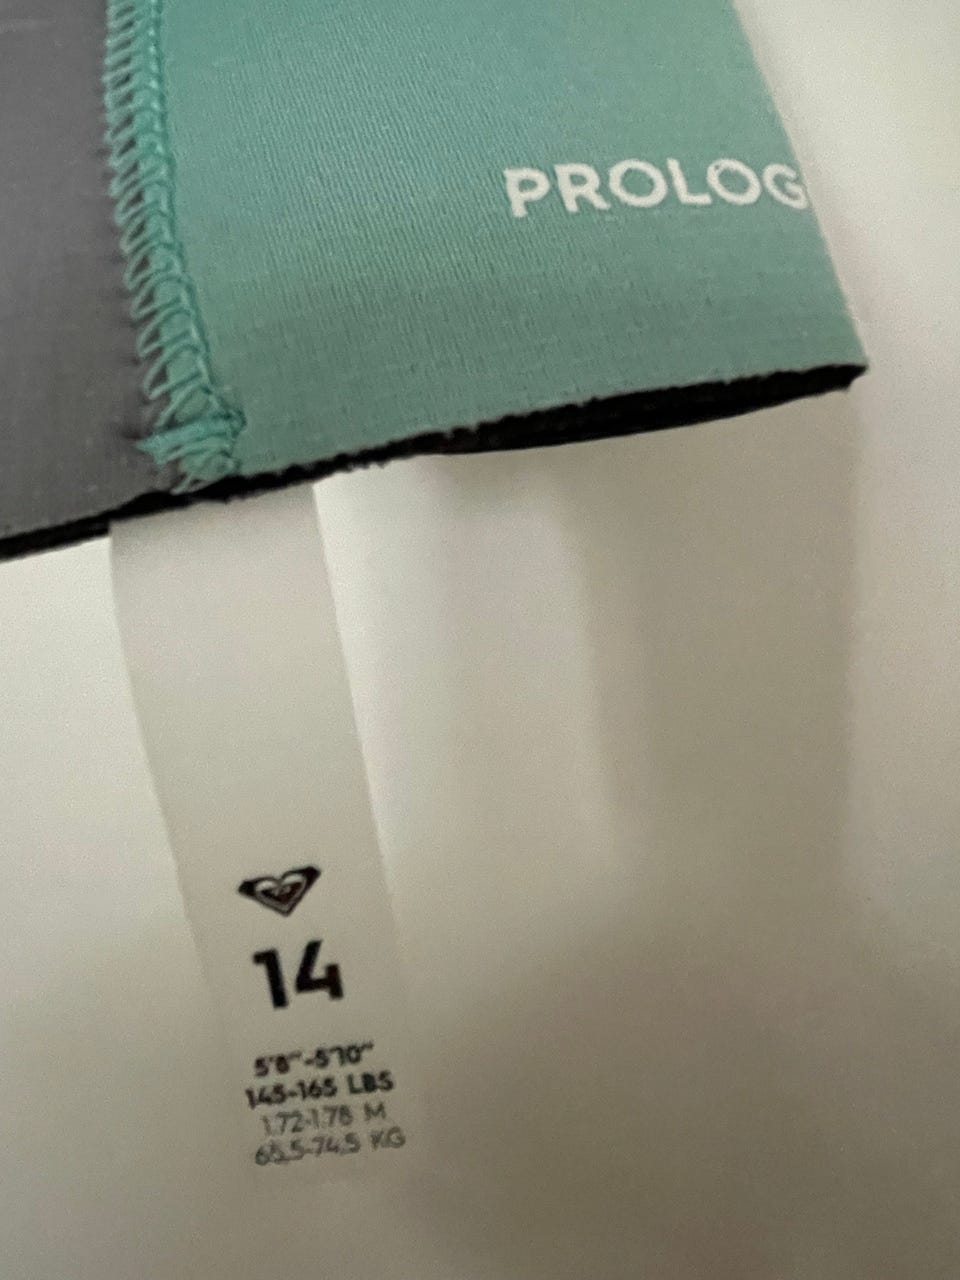 PROLOG
14
5'8"-5'10"
145-165 LBS
1.72-1.78 M
65.5-74.5 KG